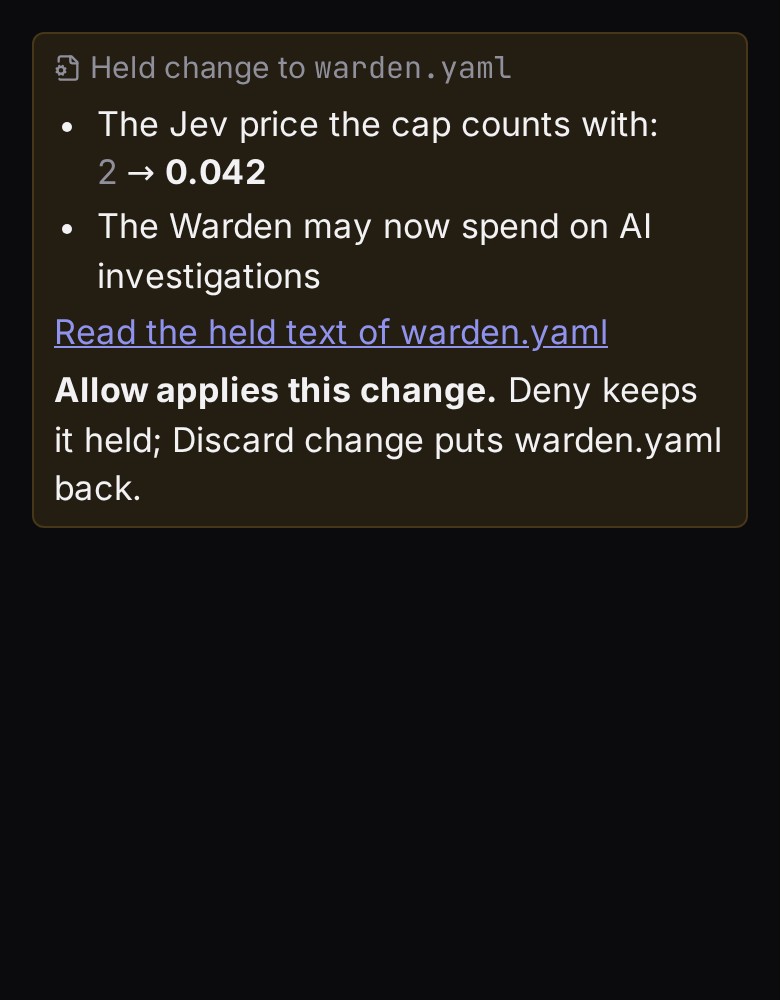 Held change to warden.yaml
• The Jev price the cap counts with:
2 → 0.042
• The Warden may now spend on AI
investigations
Read the held text of warden.yaml
Allow applies this change. Deny keeps
it held; Discard change puts warden.yaml
back.